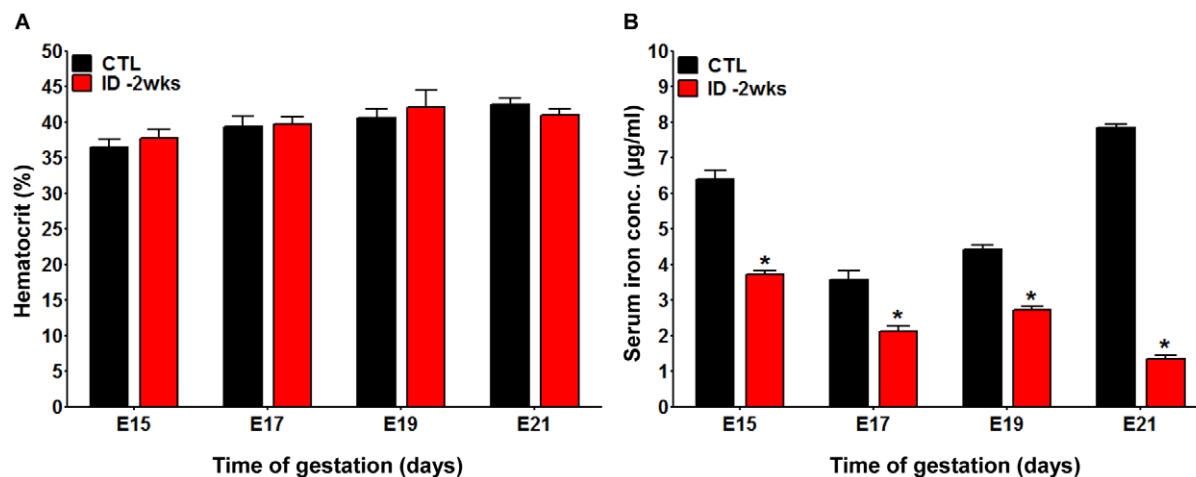 A
Hematocrit (%)
50
45
40
35
30
25
20
15
10
5
0
CTL
ID -2wks
E15 E17 E19 E21
Time of gestation (days)
B
Serum iron conc. (µg/ml)
10
9
8
7
6
5
4
3
2
1
0
CTL
ID -2wks
*
*
*
*
E15 E17 E19 E21
Time of gestation (days)